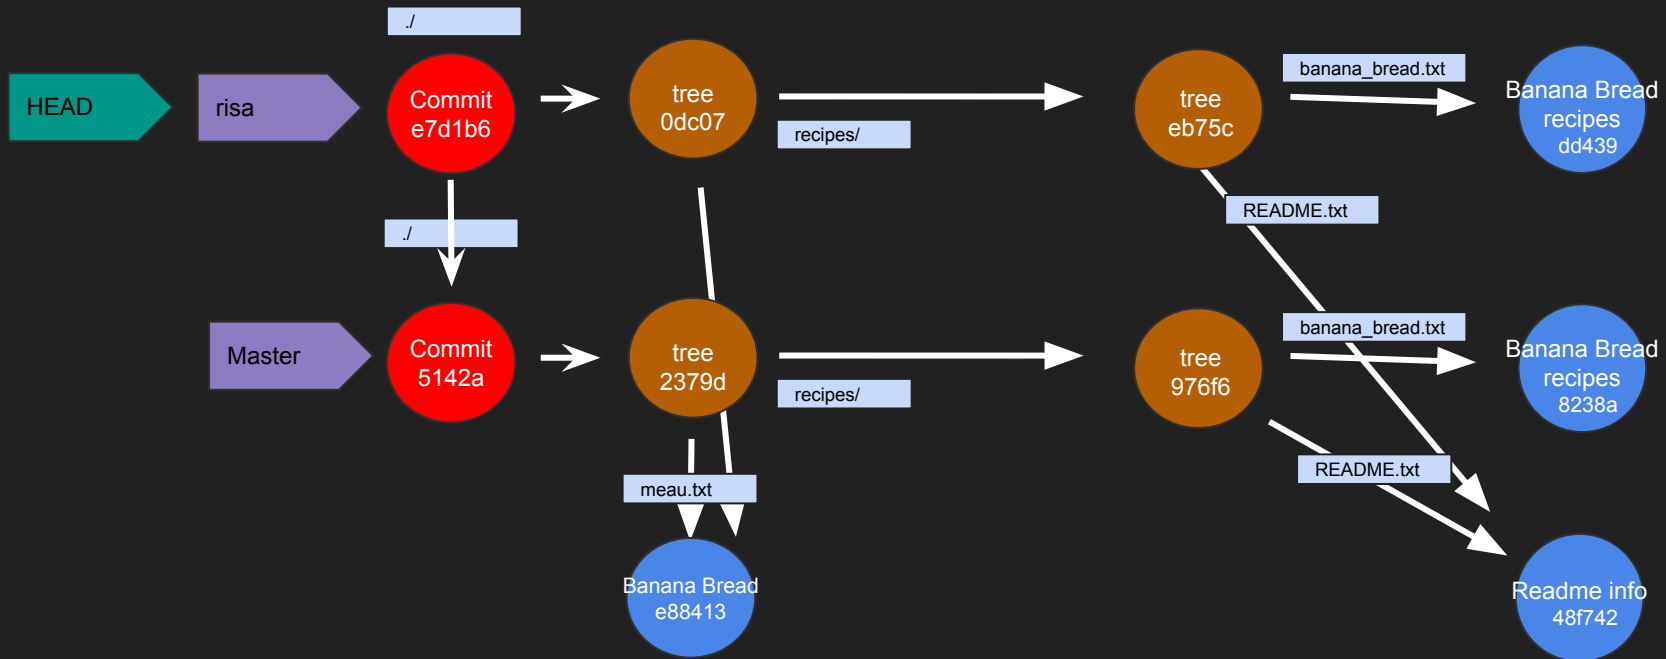 ./
HEAD
risa
Commit
e7d1b6
tree
0dc07
recipes/
tree
eb75c
banana_bread.txt
Banana Bread
recipes
dd439
README.txt
./
Master
Commit
5142a
tree
2379d
recipes/
tree
976f6
banana_bread.txt
Banana Bread
recipes
8238a
README.txt
meau.txt
Banana Bread
e88413
Readme info
48f742